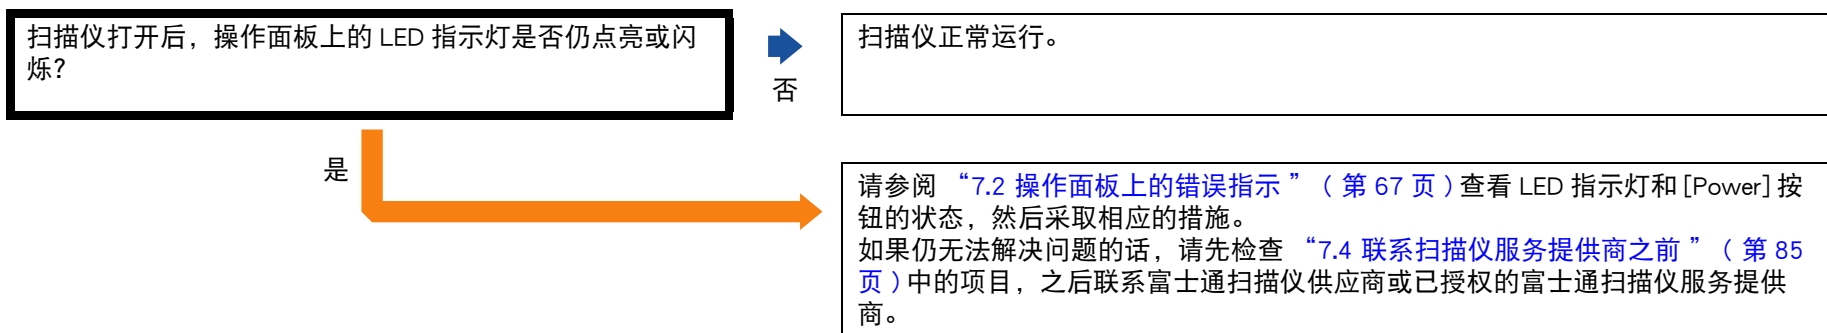 扫描仪打开后，操作面板上的 LED 指示灯是否仍点亮或闪
烁？
否
扫描仪正常运行。
是
请参阅 “7.2 操作面板上的错误指示 ”（ 第 67 页 ）查看 LED 指示灯和 [Power] 按
钮的状态，然后采取相应的措施。
如果仍无法解决问题的话，请先检查 “7.4 联系扫描仪服务提供商之前 ”（ 第 85
页 ）中的项目，之后联系富士通扫描仪供应商或已授权的富士通扫描仪服务提供
商。